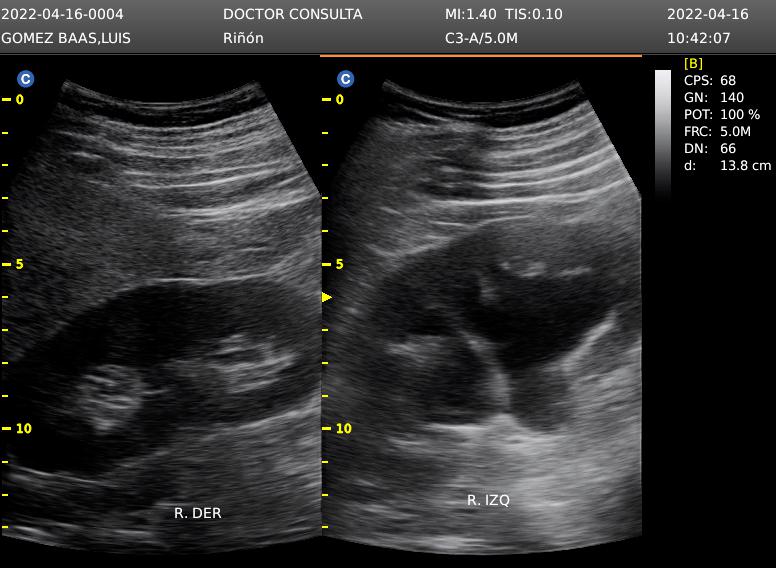 2022-04-16-0004 DOCTOR CONSULTA MI:1.40 TIS:0.10 2022-04-16
GOMEZ BAAS,LUIS Riñón C3-A/5.0M 10:42:07
[B]
CPS: 68
GN: 140
POT: 100 %
FRC: 5.0M
DN: 66
d: 13.8 cm
C C
0 0
5 5
10 10
R. DER R. IZQ